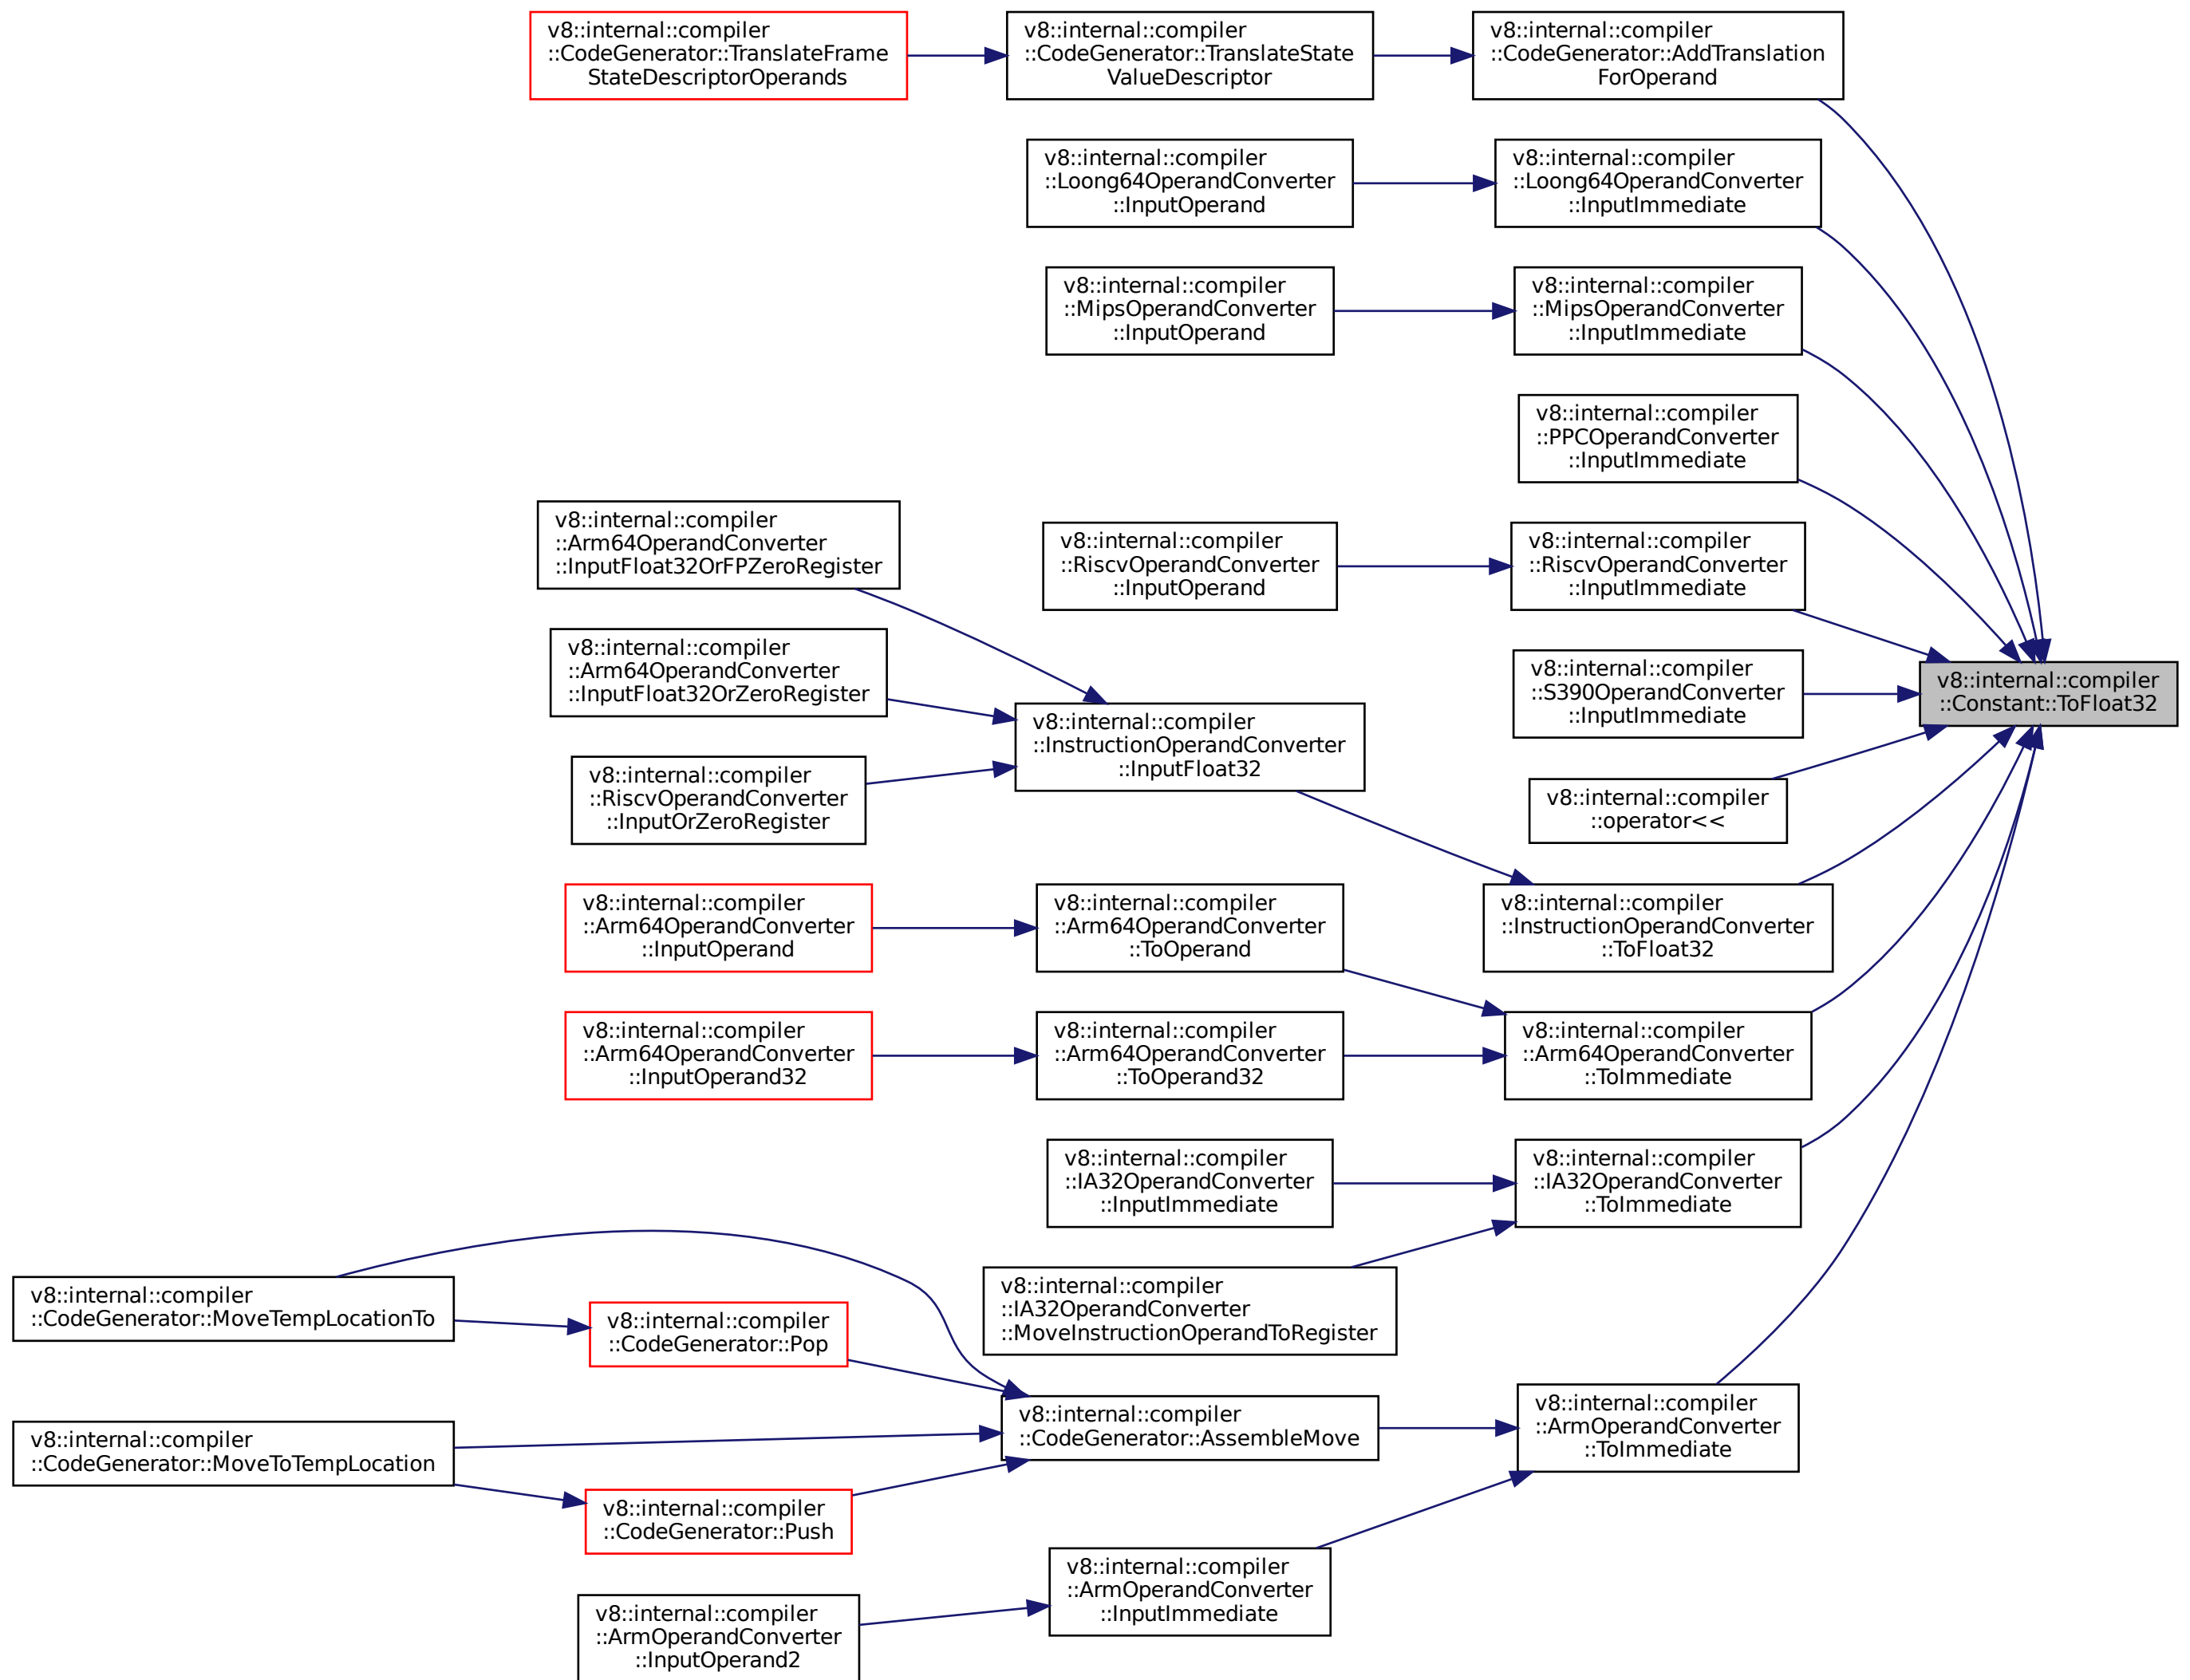 v8::internal::compiler
::CodeGenerator::TranslateFrame
StateDescriptorOperands
v8::internal::compiler
::CodeGenerator::TranslateState
ValueDescriptor
v8::internal::compiler
::CodeGenerator::AddTranslation
ForOperand
v8::internal::compiler
::Loong64OperandConverter
::InputOperand
v8::internal::compiler
::Loong64OperandConverter
::InputImmediate
v8::internal::compiler
::MipsOperandConverter
::InputOperand
v8::internal::compiler
::MipsOperandConverter
::InputImmediate
v8::internal::compiler
::PPCOperandConverter
::InputImmediate
v8::internal::compiler
::Arm64OperandConverter
::InputFloat32OrFPZeroRegister
v8::internal::compiler
::RiscvOperandConverter
::InputOperand
v8::internal::compiler
::RiscvOperandConverter
::InputImmediate
v8::internal::compiler
::Arm64OperandConverter
::InputFloat32OrZeroRegister
v8::internal::compiler
::S390OperandConverter
::InputImmediate
v8::internal::compiler
::Constant::ToFloat32
v8::internal::compiler
::InstructionOperandConverter
::InputFloat32
v8::internal::compiler
::RiscvOperandConverter
::InputOrZeroRegister
v8::internal::compiler
::operator<<
v8::internal::compiler
::Arm64OperandConverter
::InputOperand
v8::internal::compiler
::Arm64OperandConverter
::ToOperand
v8::internal::compiler
::InstructionOperandConverter
::ToFloat32
v8::internal::compiler
::Arm64OperandConverter
::InputOperand32
v8::internal::compiler
::Arm64OperandConverter
::ToOperand32
v8::internal::compiler
::Arm64OperandConverter
::ToImmediate
v8::internal::compiler
::IA32OperandConverter
::InputImmediate
v8::internal::compiler
::IA32OperandConverter
::ToImmediate
v8::internal::compiler
::IA32OperandConverter
::MoveInstructionOperandToRegister
v8::internal::compiler
::CodeGenerator::MoveTempLocationTo
v8::internal::compiler
::CodeGenerator::Pop
v8::internal::compiler
::CodeGenerator::AssembleMove
v8::internal::compiler
::ArmOperandConverter
::ToImmediate
v8::internal::compiler
::CodeGenerator::MoveToTempLocation
v8::internal::compiler
::CodeGenerator::Push
v8::internal::compiler
::ArmOperandConverter
::InputImmediate
v8::internal::compiler
::ArmOperandConverter
::InputOperand2